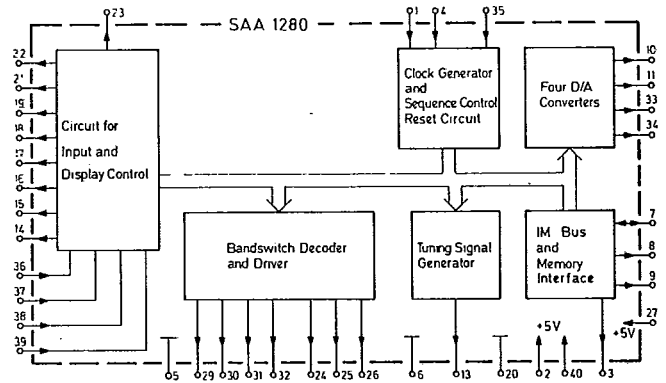 23
SAA 1280
1 4 35
22
21
19
18
17
16
15
14
36
37
38
39
Circuit for
Input and
Display Control
Clock Generator
and
Sequence Control
Reset Circuit
Four D/A
Converters
10
11
33
34
Bandswitch Decoder
and Driver
Tuning Signal
Generator
IM Bus
and
Memory
Interface
7
8
9
27
+5V +5V
5 29 30 31 32 24 25 26 6 13 20 2 40 3